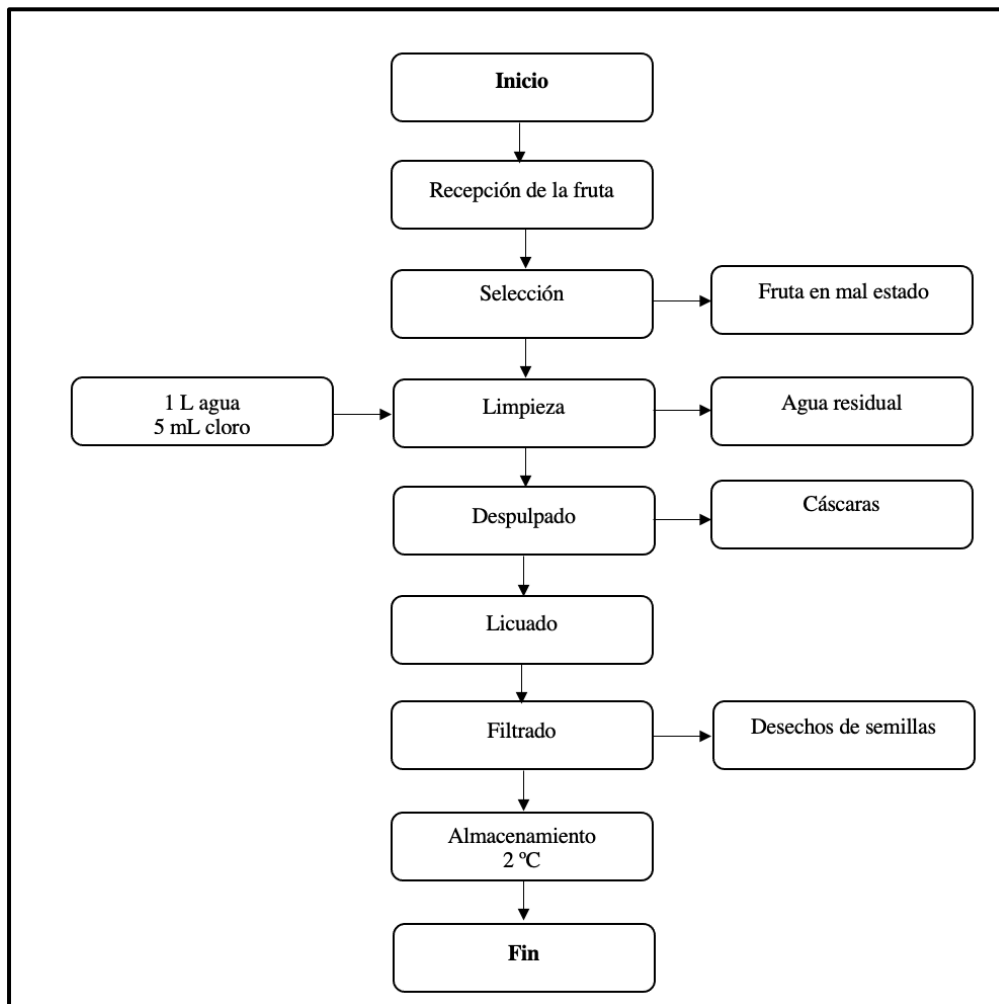 Inicio
Recepción de la fruta
Selección
Fruta en mal estado
1 L agua
5 mL cloro
Limpieza
Agua residual
Despulpado
Cáscaras
Licuado
Filtrado
Desechos de semillas
Almacenamiento
2 ºC
Fin